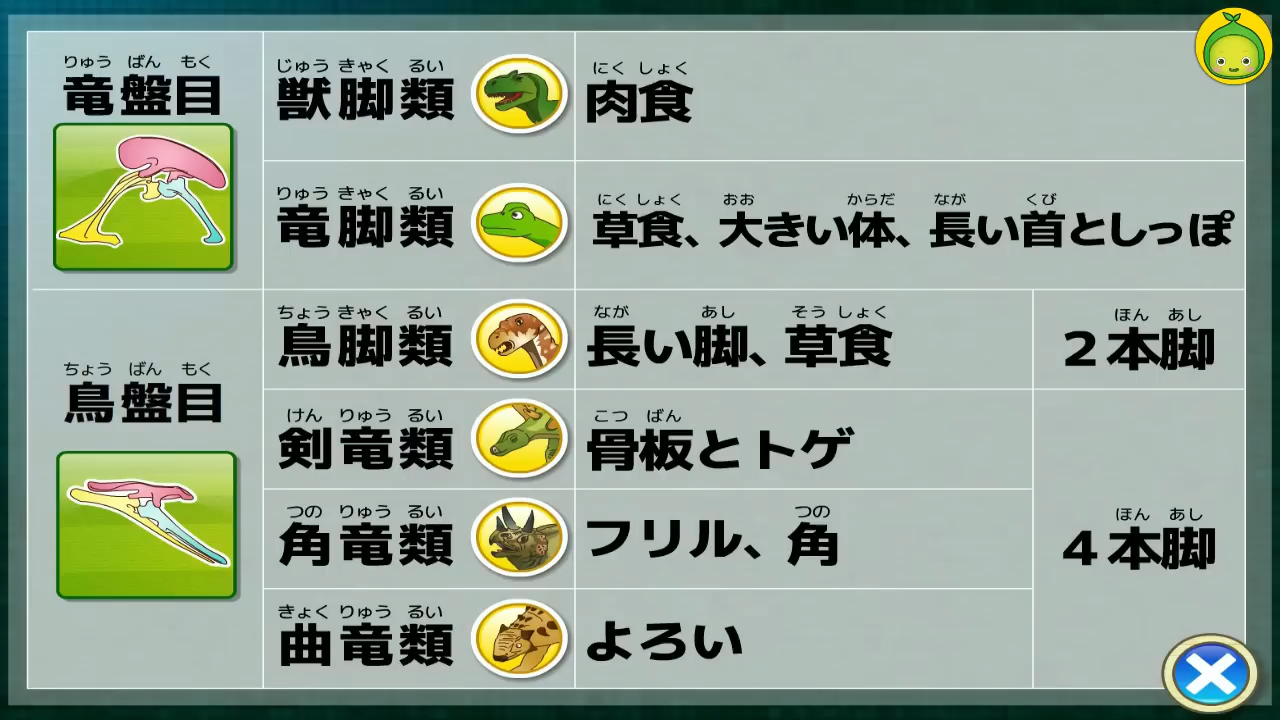 りゅう ばん もく
竜盤目
じゅう きゃく るい
獣脚類
にく しょく
肉食
りゅう きゃく るい
竜脚類
にく しょく おお からだ なが くび
草食、大きい体、長い首としっぽ
ちょう ばん もく
鳥盤目
ちょう きゃく るい
鳥脚類
なが あし そう しょく
長い脚、草食
ほん あし
2本脚
けん りゅう るい
剣竜類
こつ ばん
骨板とトゲ
つの りゅう るい
角竜類
つの
フリル、角
ほん あし
4本脚
きょく りゅう るい
曲竜類
よろい